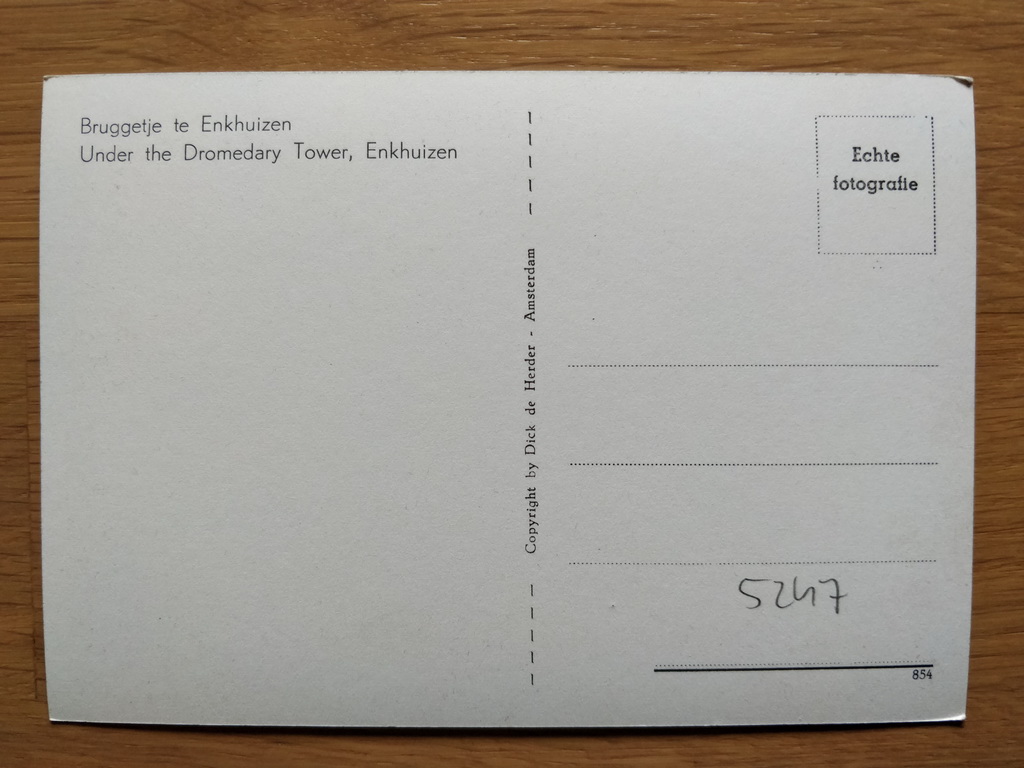 Bruggetje te Enkhuizen
Under the Dromedary Tower, Enkhuizen
Copyright by Dick de Herder - Amsterdam
Echte
fotografie
5247
854